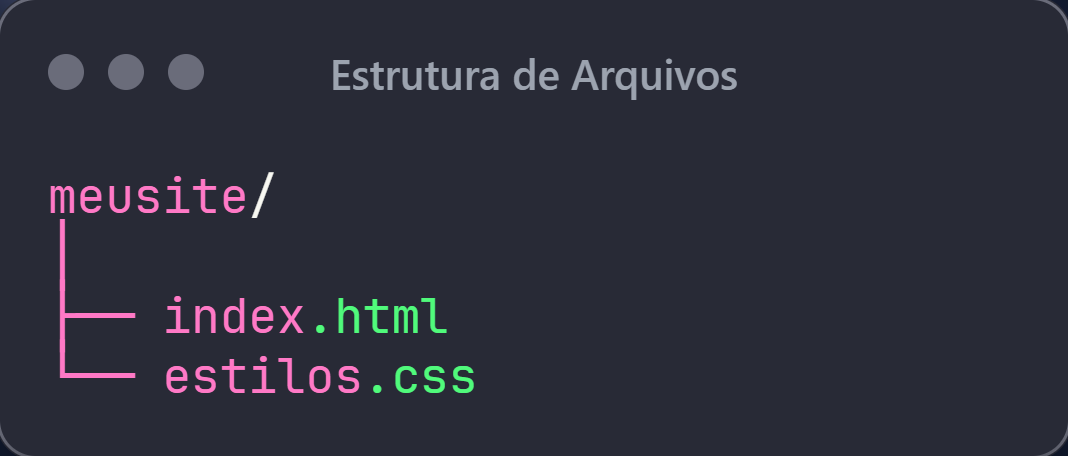 Estrutura de Arquivos
meusite/
│
├── index.html
└── estilos.css